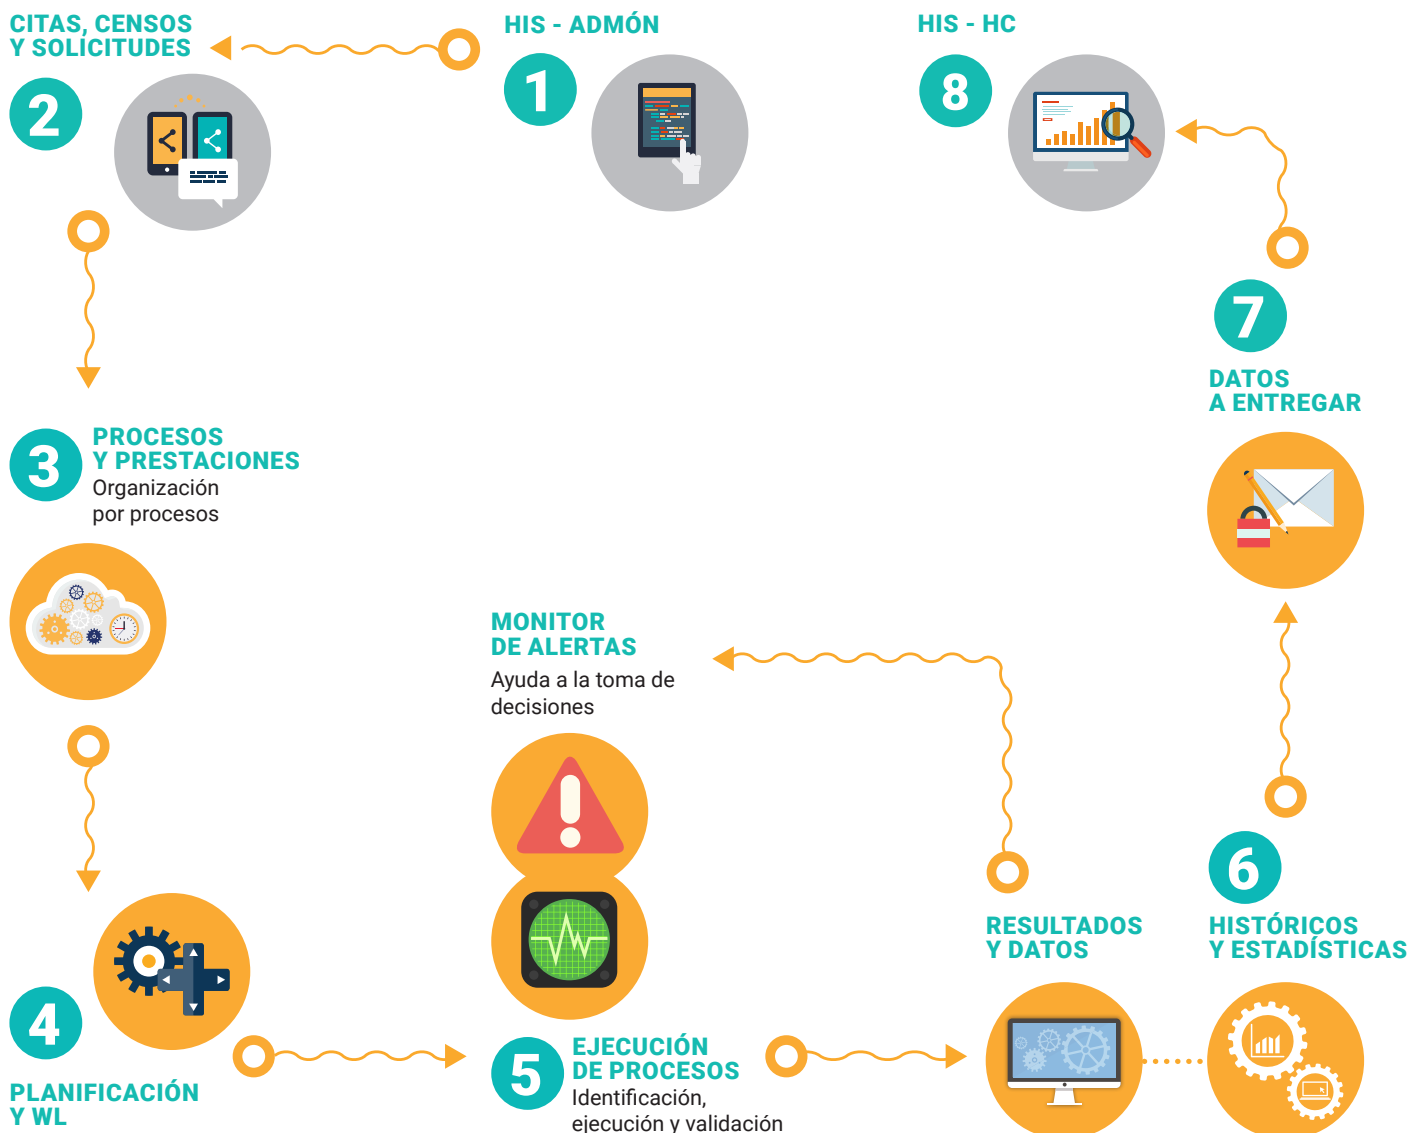 HIS - ADMÓN
1
CITAS, CENSOS
Y SOLICITUDES
2
3
PROCESOS
Y PRESTACIONES
Organización
por procesos
4
PLANIFICACIÓN
Y WL
5
EJECUCIÓN
DE PROCESOS
Identificación,
ejecución y validación
MONITOR
DE ALERTAS
Ayuda a la toma de
decisiones
RESULTADOS
Y DATOS
6
HISTÓRICOS
Y ESTADÍSTICAS
7
DATOS
A ENTREGAR
HIS - HC
8